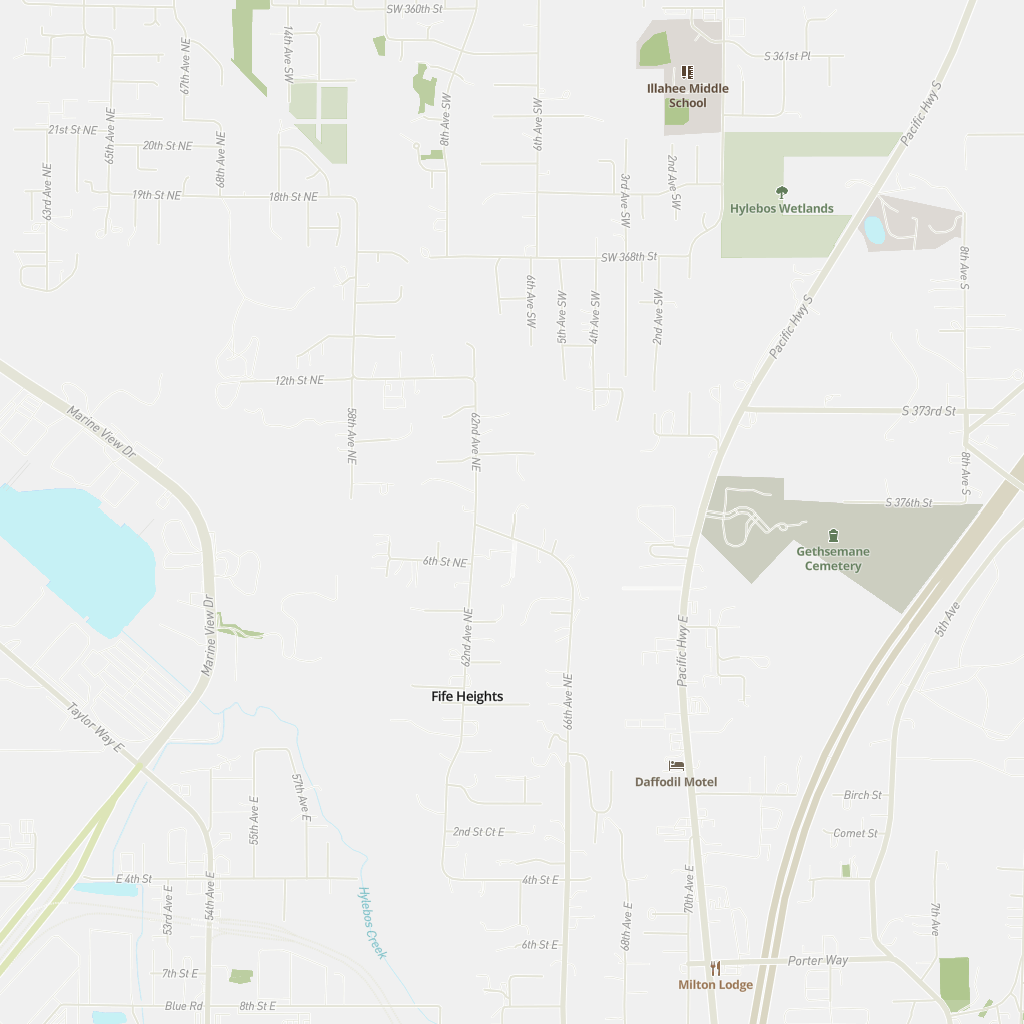 SW 360th St
14th Ave SW
67th Ave NE
S 361st Pl
Illahee Middle
School
Pacific Hwy S
8th Ave SW
6th Ave SW
65th Ave NE
21st St NE
20th St NE
68th Ave NE
63rd Ave NE
19th St NE
18th St NE
3rd Ave SW
2nd Ave SW
Hylebos Wetlands
SW 368th St
8th Ave S
6th Ave SW
5th Ave SW
4th Ave SW
2nd Ave SW
Pacific Hwy S
12th St NE
Marine View Dr
58th Ave NE
62nd Ave NE
S 373rd St
8th Ave S
S 376th St
Gethsemane
Cemetery
6th St NE
Marine View Dr
62nd Ave NE
Pacific Hwy E
5th Ave
Fife Heights
66th Ave NE
Taylor Way E
Daffodil Motel
57th Ave E
55th Ave E
Birch St
2nd St Ct E
Comet St
E 4th St
4th St E
53rd Ave E
54th Ave E
70th Ave E
Hylebos Creek
68th Ave E
7th Ave
6th St E
Porter Way
7th St E
Milton Lodge
Blue Rd
8th St E